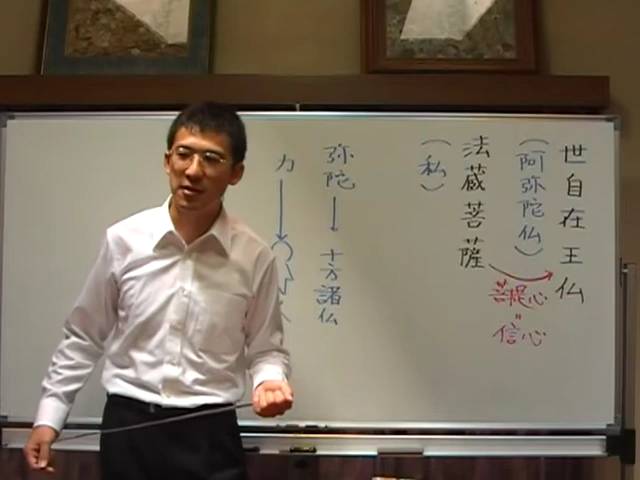 世自在王仏
（阿弥陀仏）
法蔵菩薩
菩提心
=
信心
（私）
弥陀→十方諸仏
力→